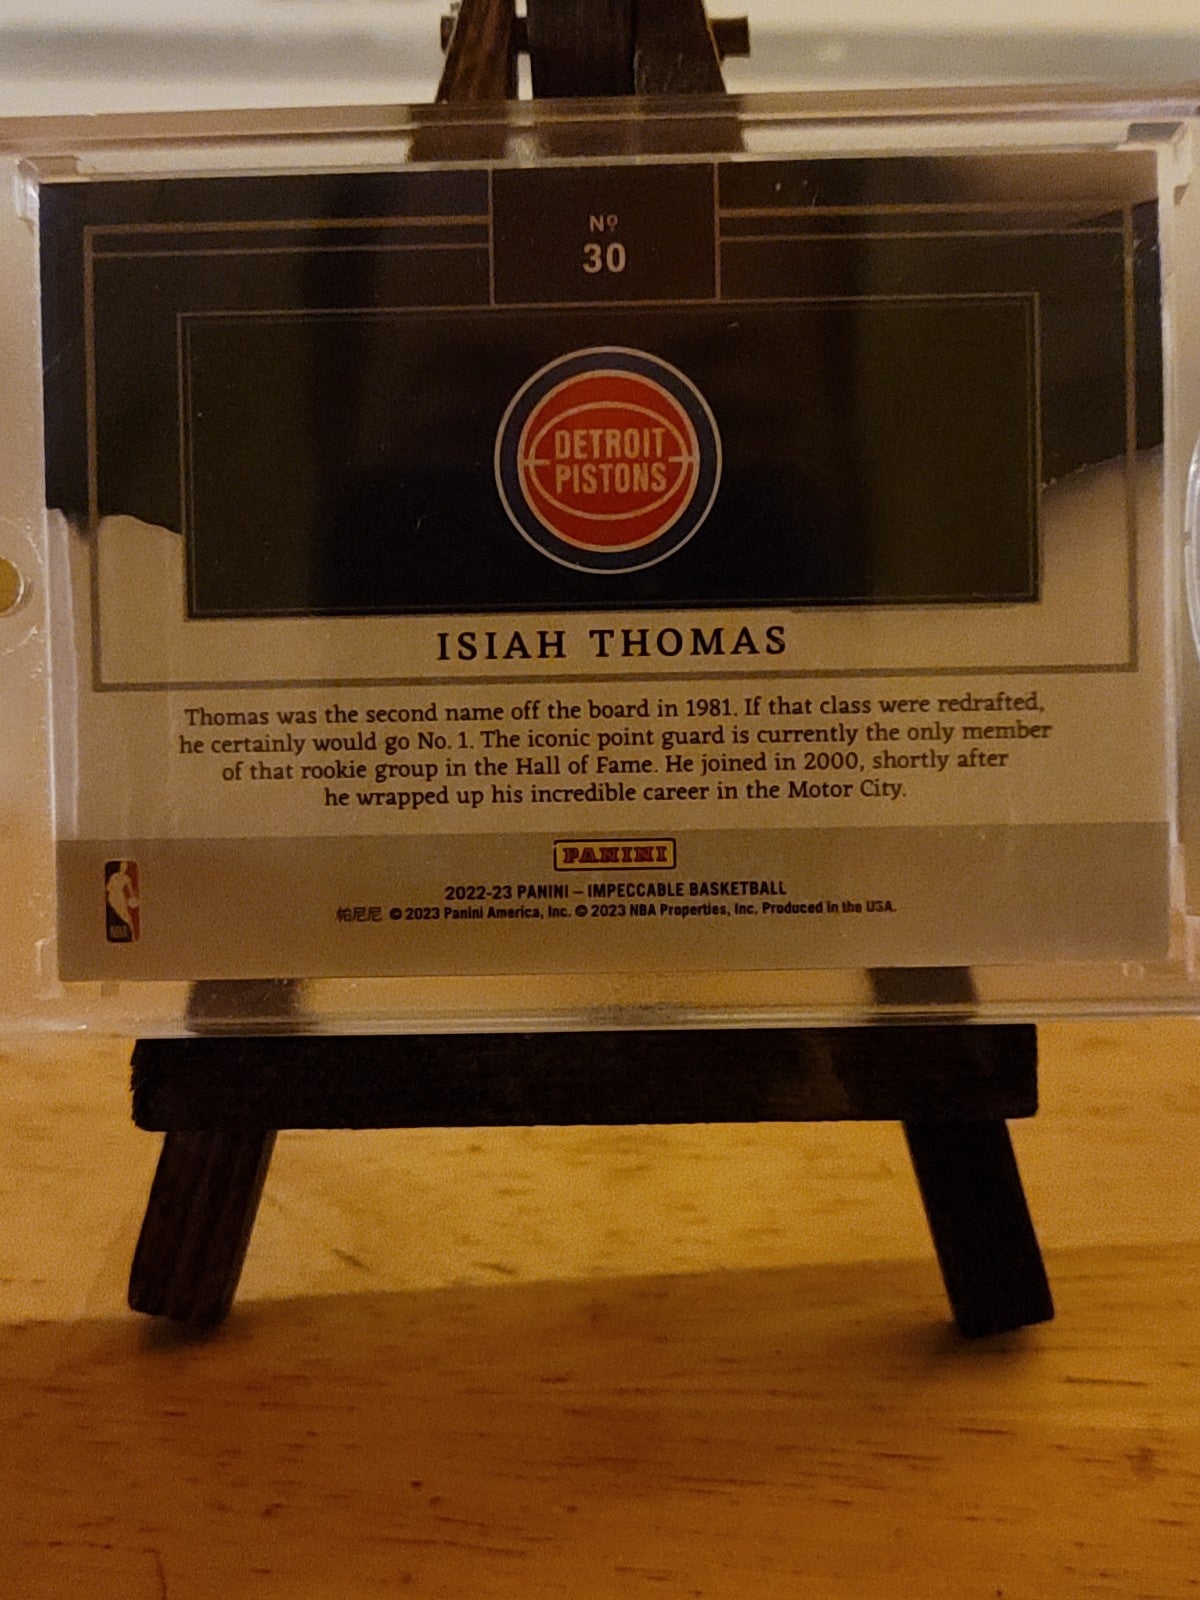 Nº
30
DETROIT
PISTONS
ISIAH THOMAS
Thomas was the second name off the board in 1981. If that class were redrafted,
he certainly would go No. 1. The iconic point guard is currently the only member
of that rookie group in the Hall of Fame. He joined in 2000, shortly after
he wrapped up his incredible career in the Motor City.
PANINI
2022-23 PANINI – IMPECCABLE BASKETBALL
帕尼尼 © 2023 Panini America, Inc. © 2023 NBA Properties, Inc. Produced in the USA.
NBA